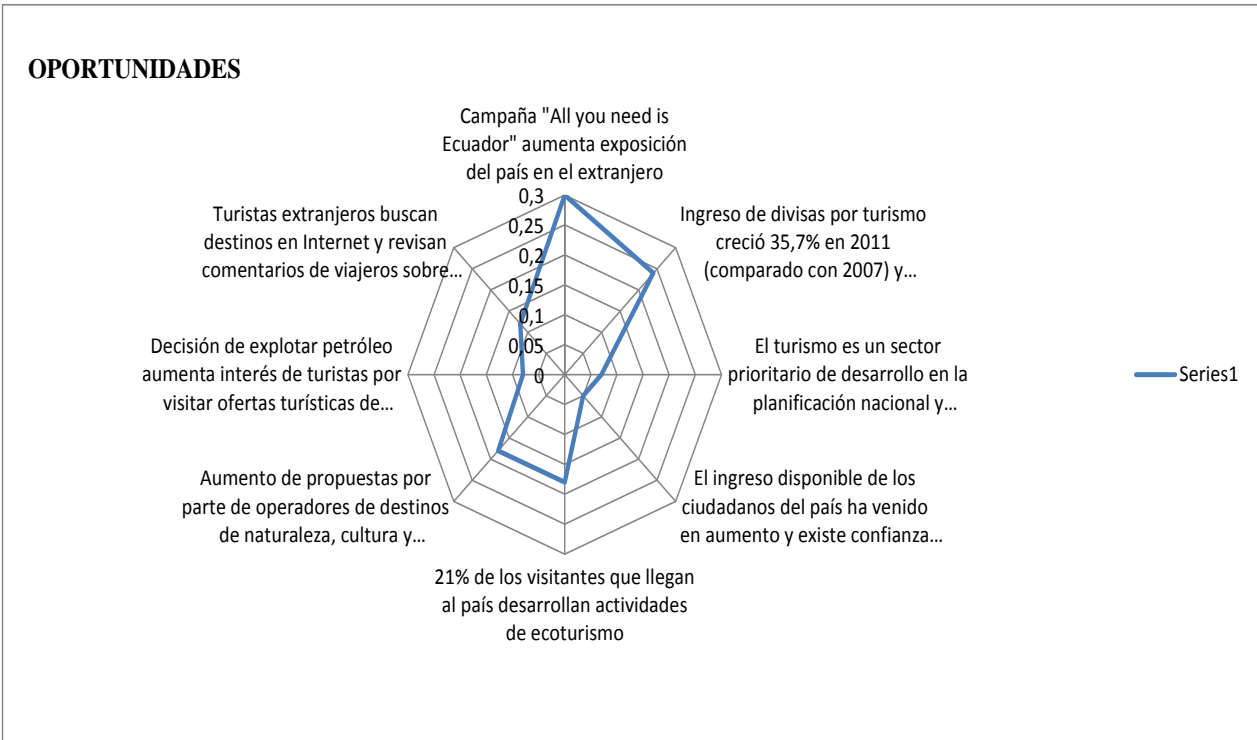 OPORTUNIDADES
Campaña "All you need is
Ecuador" aumenta exposición
del país en el extranjero
0,3
0,25
0,2
0,15
0,1
0,05
0
Ingreso de divisas por turismo
creció 35,7% en 2011
(comparado con 2007) y...
El turismo es un sector
prioritario de desarrollo en la
planificación nacional y...
El ingreso disponible de los
ciudadanos del país ha venido
en aumento y existe confianza...
21% de los visitantes que llegan
al país desarrollan actividades
de ecoturismo
Aumento de propuestas por
parte de operadores de destinos
de naturaleza, cultura y...
Decisión de explotar petróleo
aumenta interés de turistas por
visitar ofertas turísticas de...
Turistas extranjeros buscan
destinos en Internet y revisan
comentarios de viajeros sobre...
Series1